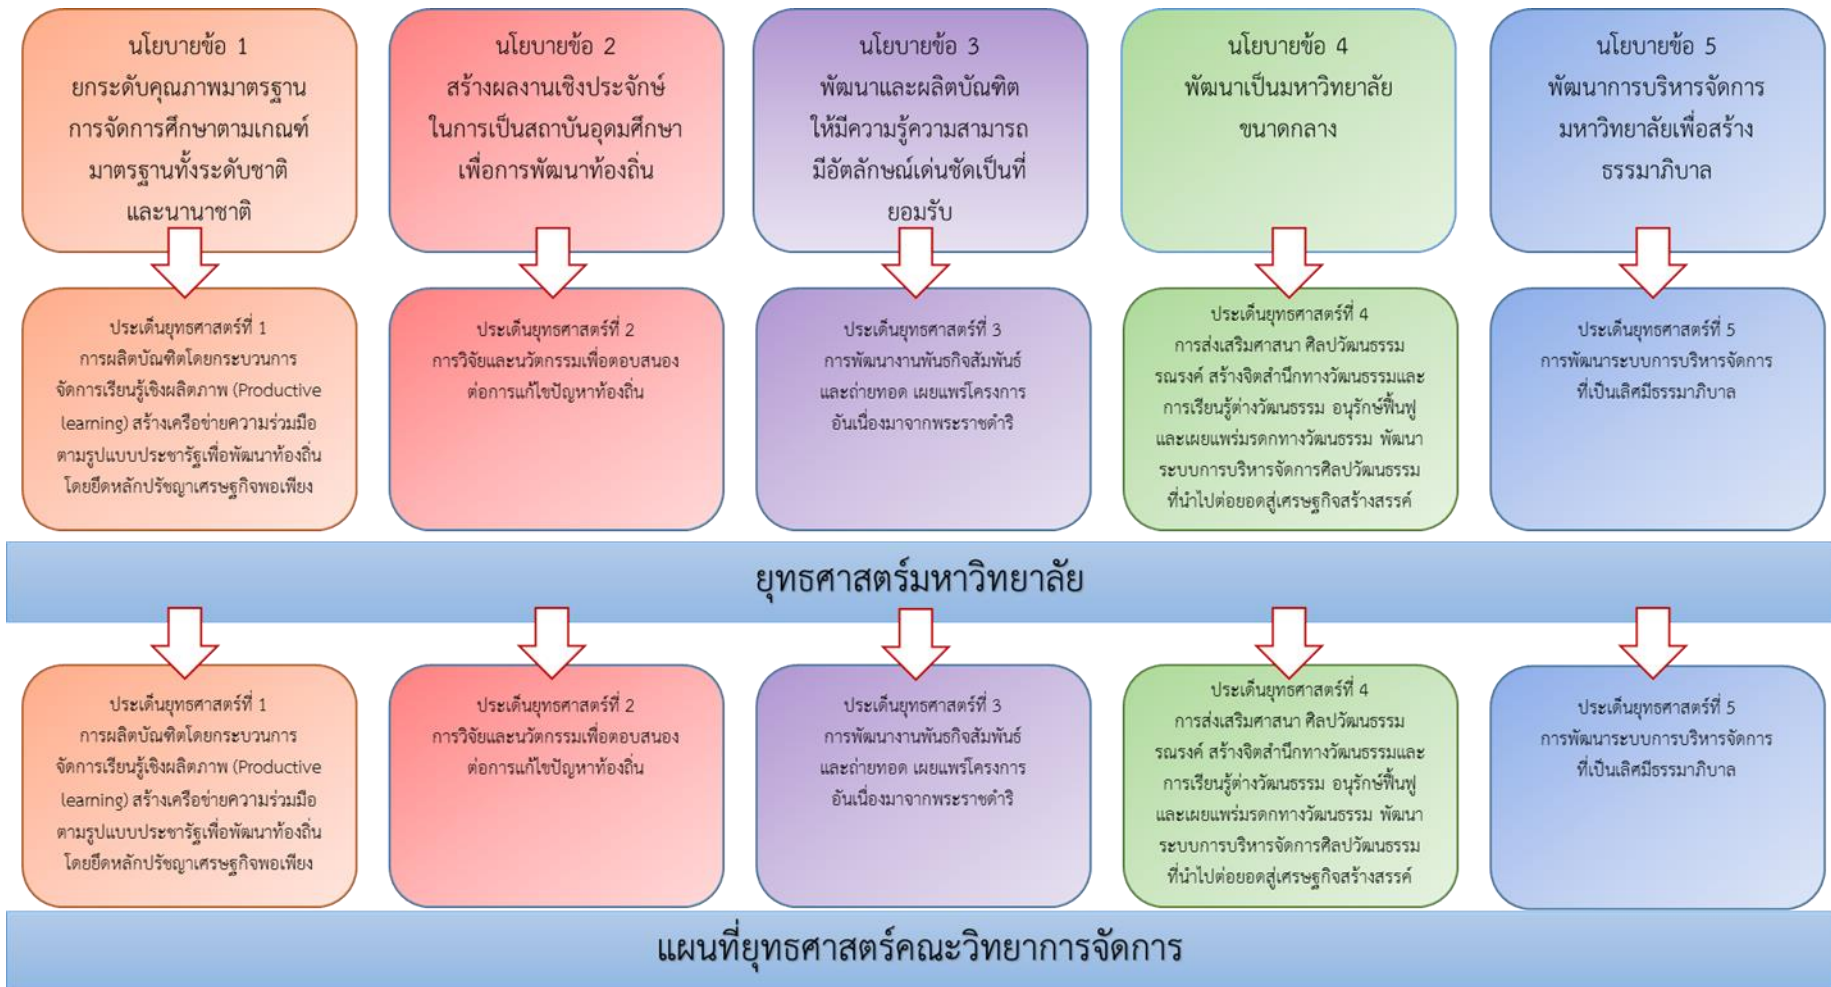 นโยบายข้อ 1
ยกระดับคุณภาพมาตรฐาน
การจัดการศึกษาตามเกณฑ์
มาตรฐานทั้งระดับชาติ
และนานาชาติ
นโยบายข้อ 2
สร้างผลงานเชิงประจักษ์
ในการเป็นสถาบันอุดมศึกษา
เพื่อการพัฒนาท้องถิ่น
นโยบายข้อ 3
พัฒนาและผลิตบัณฑิต
ให้มีความรู้ความสามารถ
มีอัตลักษณ์เด่นชัดเป็นที่
ยอมรับ
นโยบายข้อ 4
พัฒนาเป็นมหาวิทยาลัย
ขนาดกลาง
นโยบายข้อ 5
พัฒนาการบริหารจัดการ
มหาวิทยาลัยเพื่อสร้าง
ธรรมาภิบาล
ประเด็นยุทธศาสตร์ที่ 1
การผลิตบัณฑิตโดยกระบวนการ
จัดการเรียนรู้เชิงผลิตภาพ (Productive
learning) สร้างเครือข่ายความร่วมมือ
ตามรูปแบบประชารัฐเพื่อพัฒนาท้องถิ่น
โดยยึดหลักปรัชญาเศรษฐกิจพอเพียง
ประเด็นยุทธศาสตร์ที่ 2
การวิจัยและนวัตกรรมเพื่อตอบสนอง
ต่อการแก้ไขปัญหาท้องถิ่น
ประเด็นยุทธศาสตร์ที่ 3
การพัฒนางานพันธกิจสัมพันธ์
และถ่ายทอด เผยแพร่โครงการ
อันเนื่องมาจากพระราชดำริ
ประเด็นยุทธศาสตร์ที่ 4
การส่งเสริมศาสนา ศิลปวัฒนธรรม
รณรงค์ สร้างจิตสำนึกทางวัฒนธรรมและ
การเรียนรู้ต่างวัฒนธรรม อนุรักษ์ฟื้นฟู
และเผยแพร่มรดกทางวัฒนธรรม พัฒนา
ระบบการบริหารจัดการศิลปวัฒนธรรม
ที่นำไปต่อยอดสู่เศรษฐกิจสร้างสรรค์
ประเด็นยุทธศาสตร์ที่ 5
การพัฒนาระบบการบริหารจัดการ
ที่เป็นเลิศมีธรรมาภิบาล
ยุทธศาสตร์มหาวิทยาลัย
ประเด็นยุทธศาสตร์ที่ 1
การผลิตบัณฑิตโดยกระบวนการ
จัดการเรียนรู้เชิงผลิตภาพ (Productive
learning) สร้างเครือข่ายความร่วมมือ
ตามรูปแบบประชารัฐเพื่อพัฒนาท้องถิ่น
โดยยึดหลักปรัชญาเศรษฐกิจพอเพียง
ประเด็นยุทธศาสตร์ที่ 2
การวิจัยและนวัตกรรมเพื่อตอบสนอง
ต่อการแก้ไขปัญหาท้องถิ่น
ประเด็นยุทธศาสตร์ที่ 3
การพัฒนางานพันธกิจสัมพันธ์
และถ่ายทอด เผยแพร่โครงการ
อันเนื่องมาจากพระราชดำริ
ประเด็นยุทธศาสตร์ที่ 4
การส่งเสริมศาสนา ศิลปวัฒนธรรม
รณรงค์ สร้างจิตสำนึกทางวัฒนธรรมและ
การเรียนรู้ต่างวัฒนธรรม อนุรักษ์ฟื้นฟู
และเผยแพร่มรดกทางวัฒนธรรม พัฒนา
ระบบการบริหารจัดการศิลปวัฒนธรรม
ที่นำไปต่อยอดสู่เศรษฐกิจสร้างสรรค์
ประเด็นยุทธศาสตร์ที่ 5
การพัฒนาระบบการบริหารจัดการ
ที่เป็นเลิศมีธรรมาภิบาล
แผนที่ยุทธศาสตร์คณะวิทยาการจัดการ